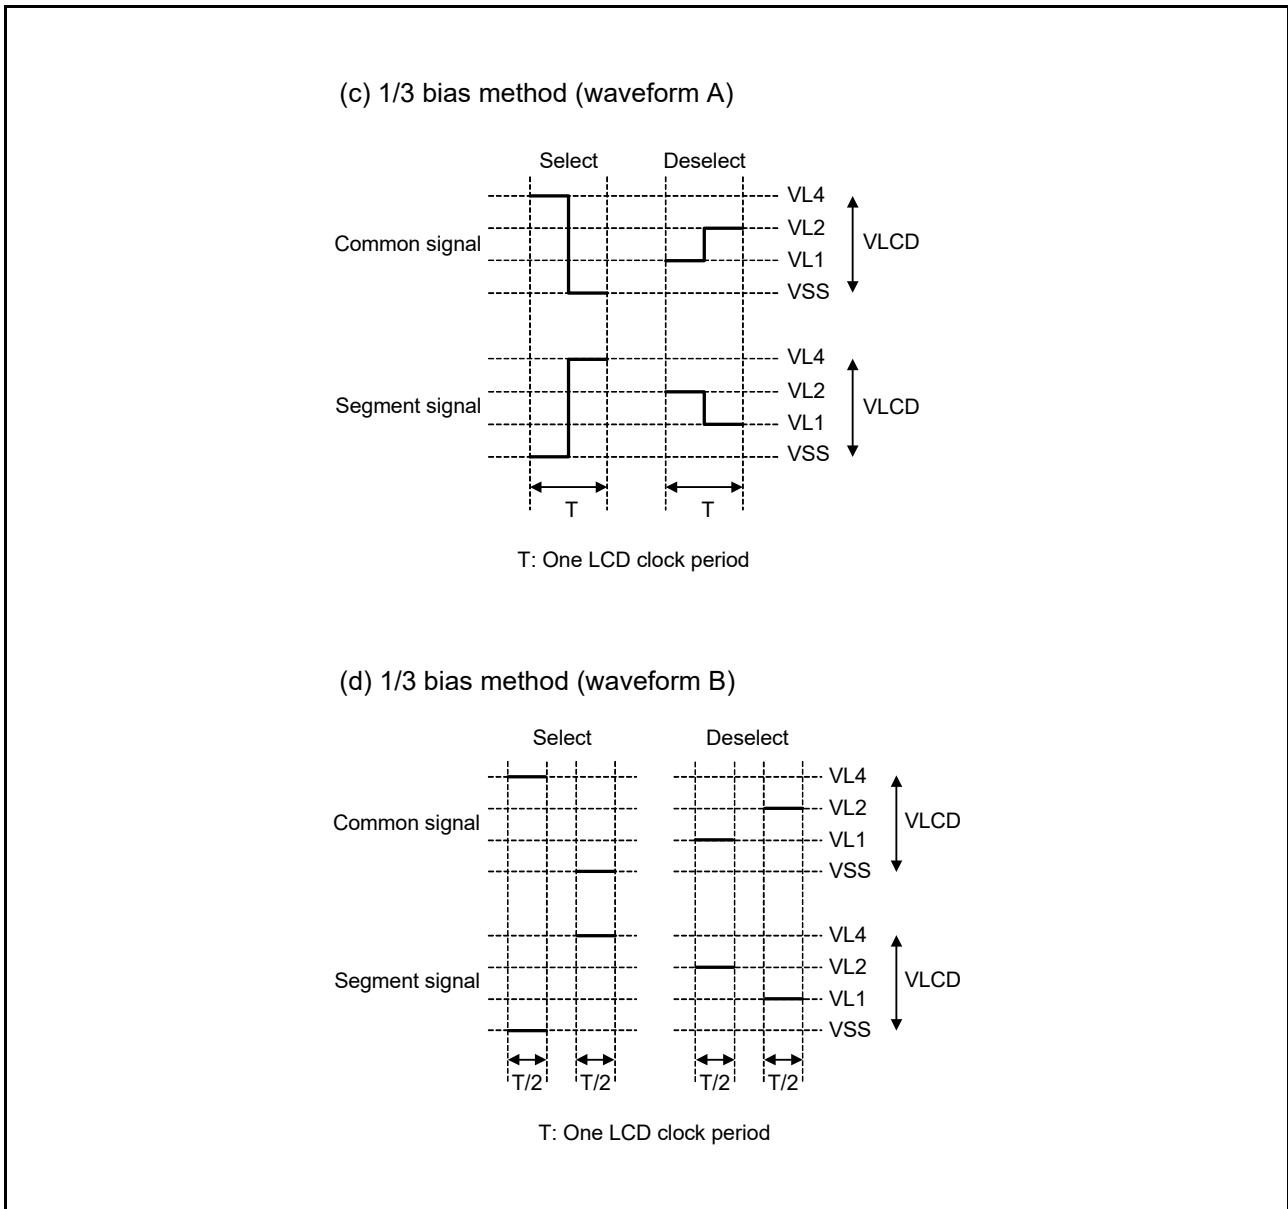 (c) 1/3 bias method (waveform A)
Select Deselect
VL4
VL2
Common signal VLCD
VL1
VSS
VL4
VL2
Segment signal VLCD
VL1
VSS
T T
T: One LCD clock period
(d) 1/3 bias method (waveform B)
Select Deselect
VL4
VL2
Common signal VLCD
VL1
VSS
VL4
VL2
Segment signal VLCD
VL1
VSS
T/2 T/2 T/2 T/2
T: One LCD clock period